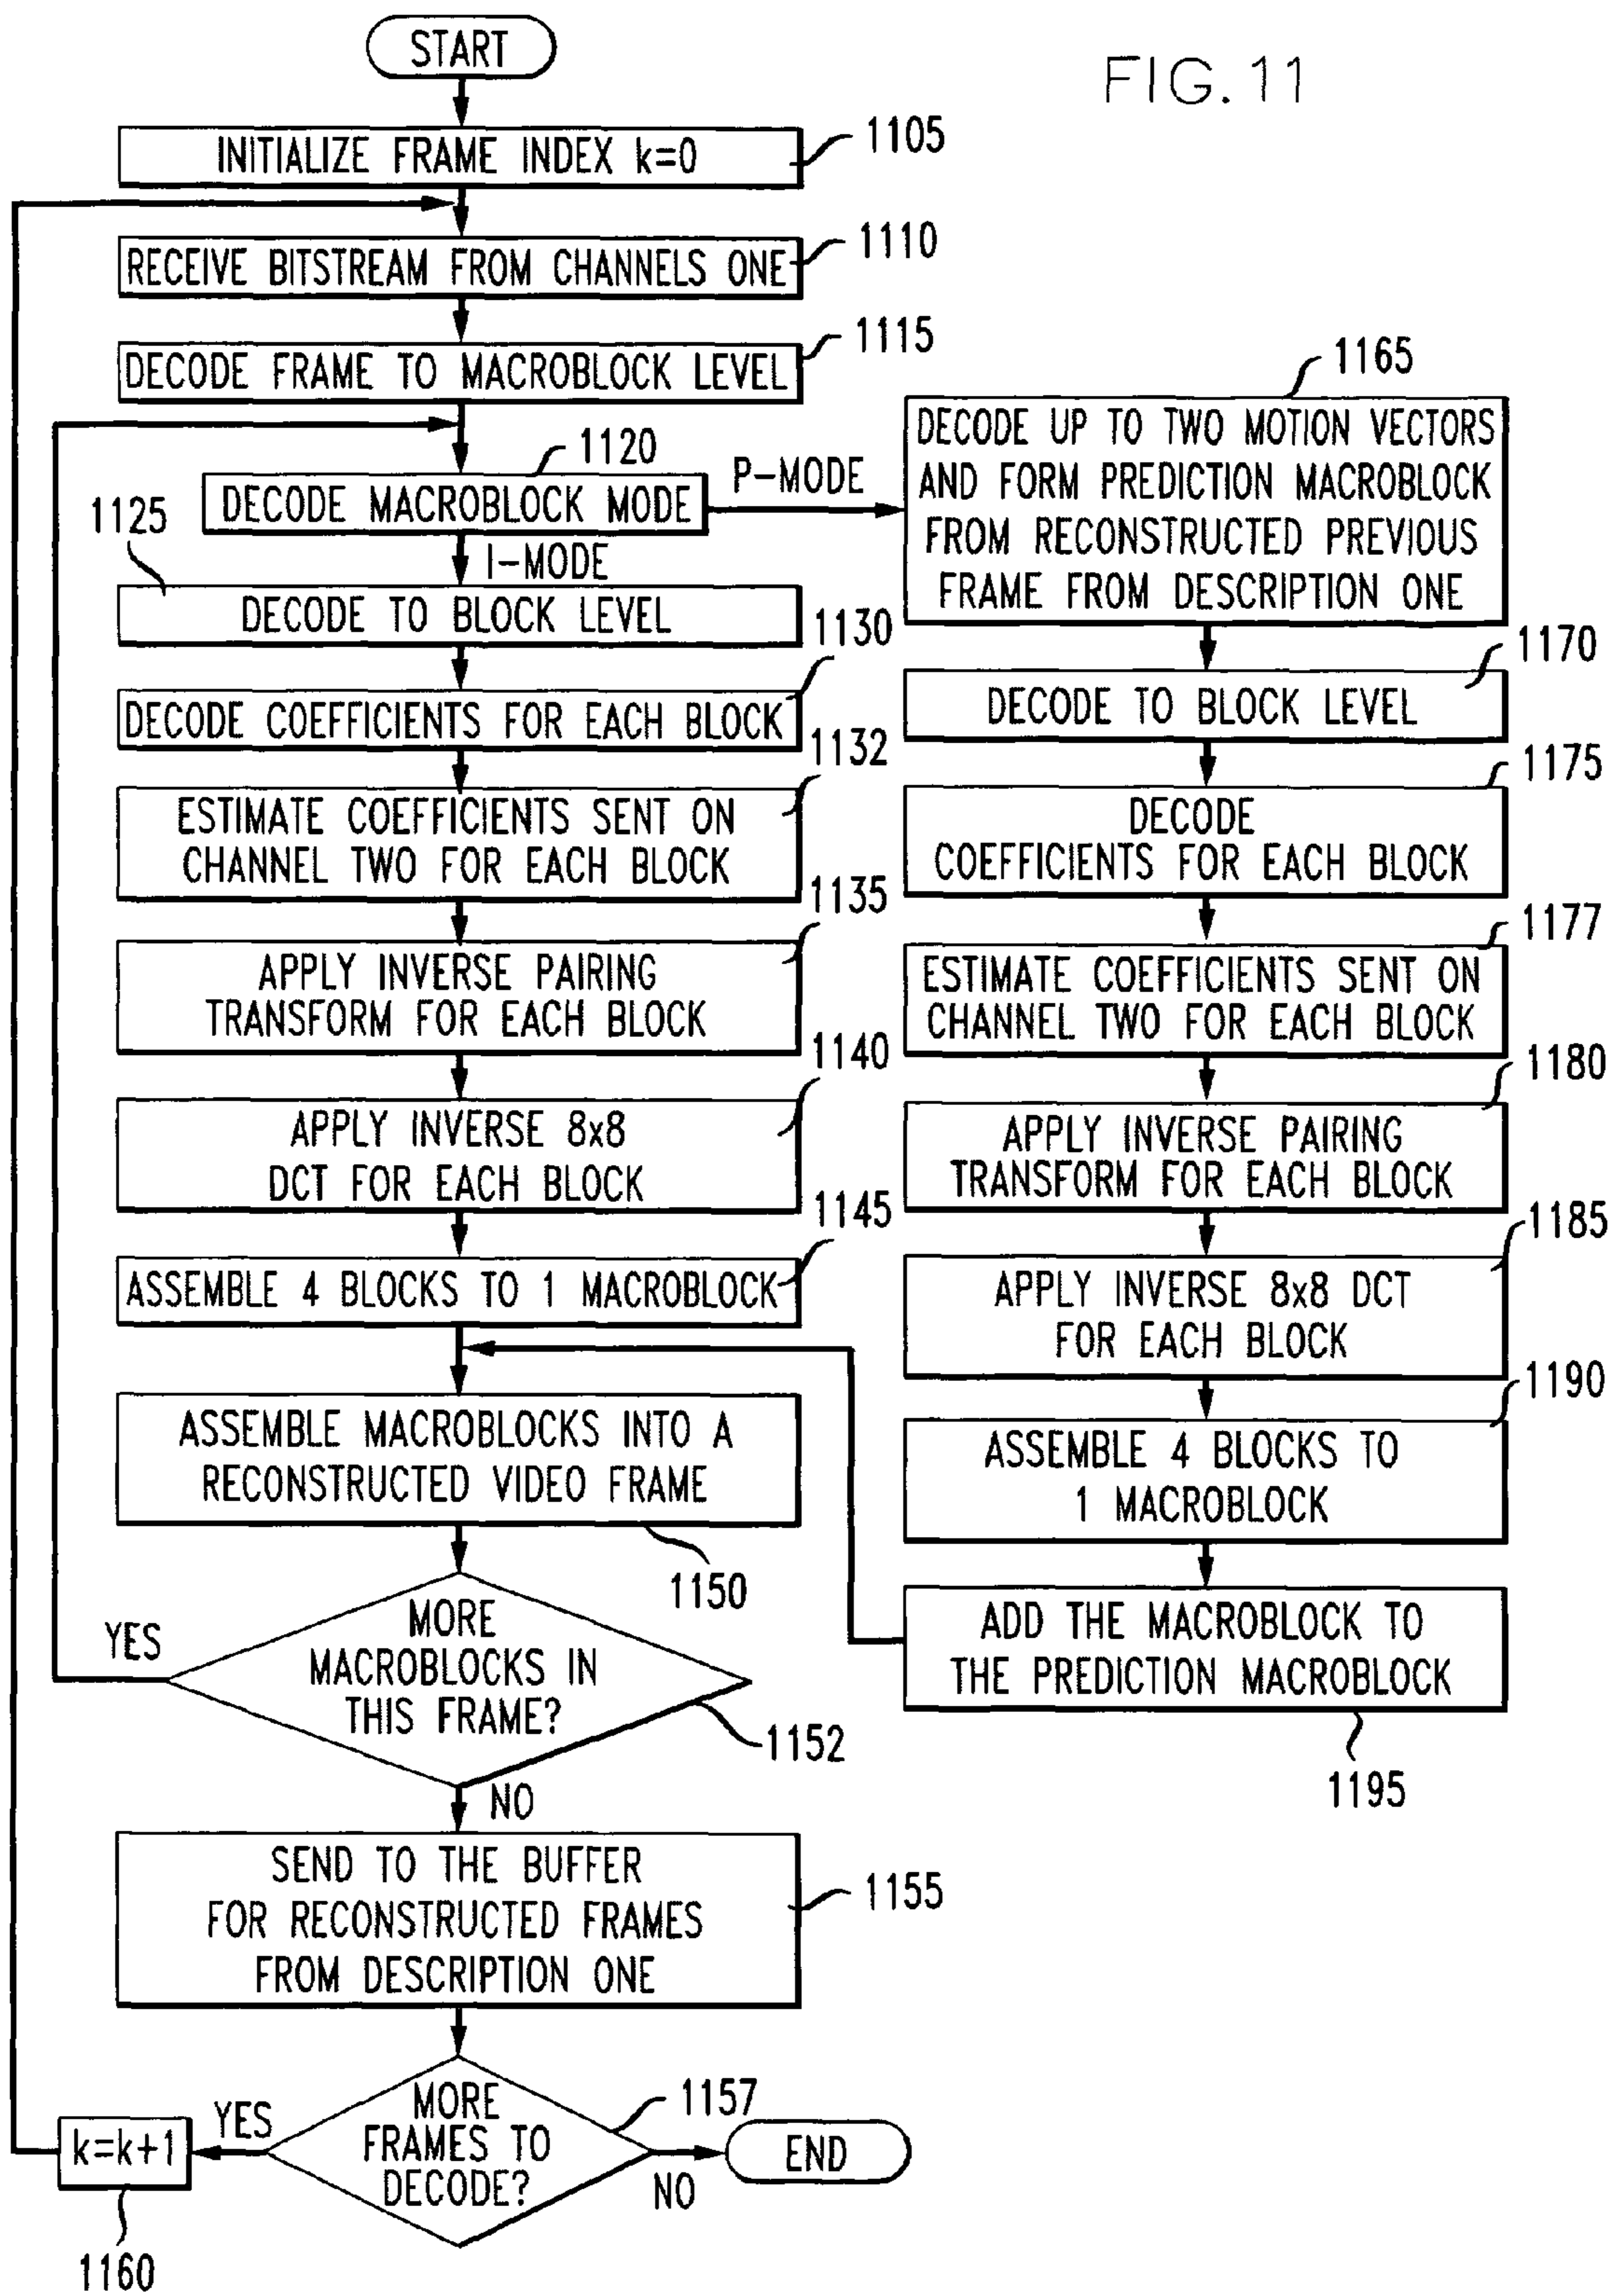 START
FIG. 11
INITIALIZE FRAME INDEX k=0
1105
RECEIVE BITSTREAM FROM CHANNELS ONE
1110
DECODE FRAME TO MACROBLOCK LEVEL
1115
DECODE MACROBLOCK MODE
1120
P-MODE
I-MODE
1125
DECODE TO BLOCK LEVEL
DECODE COEFFICIENTS FOR EACH BLOCK
1130
ESTIMATE COEFFICIENTS SENT ON
CHANNEL TWO FOR EACH BLOCK
1132
APPLY INVERSE PAIRING
TRANSFORM FOR EACH BLOCK
1135
APPLY INVERSE 8x8
DCT FOR EACH BLOCK
1140
ASSEMBLE 4 BLOCKS TO 1 MACROBLOCK
1145
ASSEMBLE MACROBLOCKS INTO A
RECONSTRUCTED VIDEO FRAME
1150
MORE
MACROBLOCKS IN
THIS FRAME?
YES
1152
NO
SEND TO THE BUFFER
FOR RECONSTRUCTED FRAMES
FROM DESCRIPTION ONE
1155
MORE
FRAMES TO
DECODE?
1157
YES
k=k+1
1160
NO
END
1165
DECODE UP TO TWO MOTION VECTORS
AND FORM PREDICTION MACROBLOCK
FROM RECONSTRUCTED PREVIOUS
FRAME FROM DESCRIPTION ONE
1170
DECODE TO BLOCK LEVEL
1175
DECODE
COEFFICIENTS FOR EACH BLOCK
1177
ESTIMATE COEFFICIENTS SENT ON
CHANNEL TWO FOR EACH BLOCK
1180
APPLY INVERSE PAIRING
TRANSFORM FOR EACH BLOCK
1185
APPLY INVERSE 8x8 DCT
FOR EACH BLOCK
1190
ASSEMBLE 4 BLOCKS TO
1 MACROBLOCK
ADD THE MACROBLOCK TO
THE PREDICTION MACROBLOCK
1195